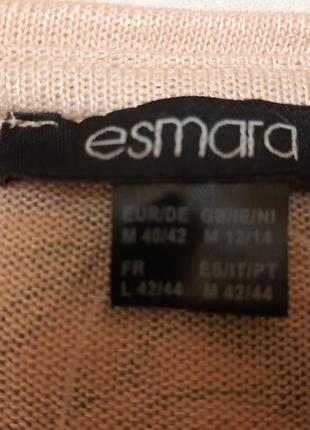 esmara
EUR/DE GB/IE/NI
M 40/42 M 12/14
FR ES/IT/PT
L 42/44 M 42/44